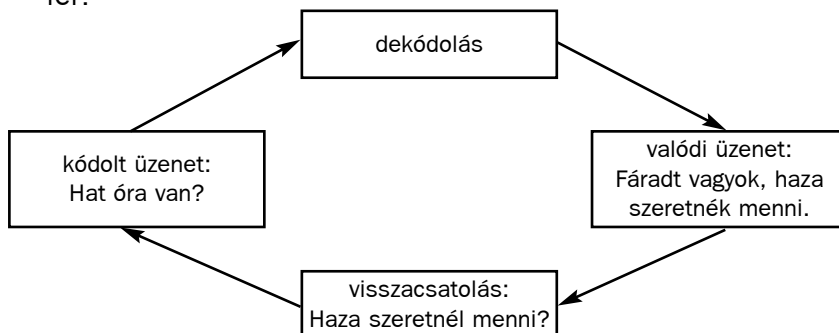 dekódolás
kódolt üzenet:
Hat óra van?
valódi üzenet:
Fáradt vagyok, haza
szeretnék menni.
visszacsatolás:
Haza szeretnél menni?